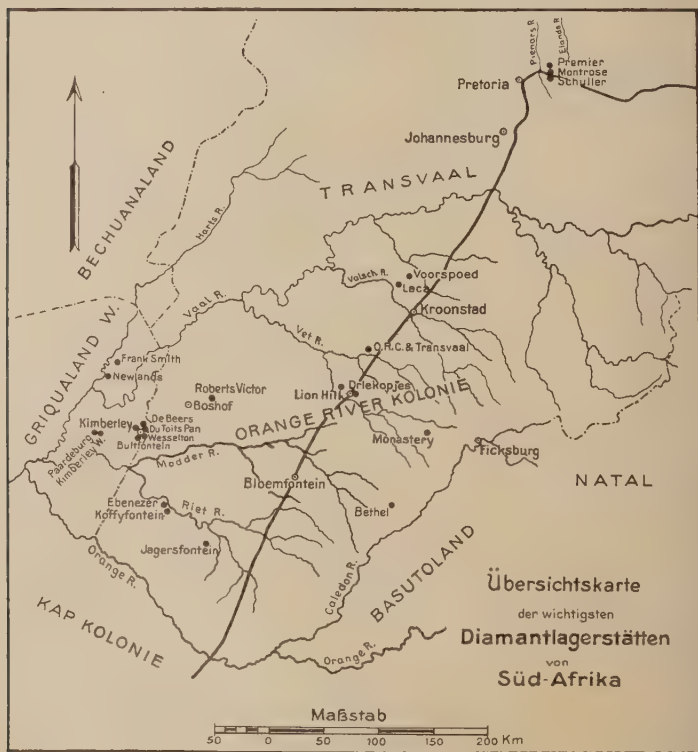 Pienars R.
Elands R.
Premier
Montrose
Schuller
Pretoria
Johannesburg
TRANSVAAL
BECHUANALAND
Harts R.
Voorspoed
Valsch R.
Lace
Kroonstad
Vaal R.
Vet R.
O.R.C. & Transvaal
GRIQUALAND W.
Frank Smith
Newlands
Roberts Victor
Boshof
Driekopjes
Lion Hill
ORANGE RIVER KOLONIE
De Beers
Kimberley
Du Toits Pan
Wesselton
Bultfontein
Paardeburg
Kimberley W.
Modder R.
Monastery
Ficksburg
NATAL
Bloemfontein
Ebenezer
Koffyfontein
Riet R.
Bethel
Jagersfontein
Orange R.
Caledon R.
BASUTOLAND
KAP KOLONIE
Orange R.
Übersichtskarte
der wichtigsten
Diamantlagerstätten
von
Süd-Afrika
Maßstab
50 0 50 100 150 200 Km